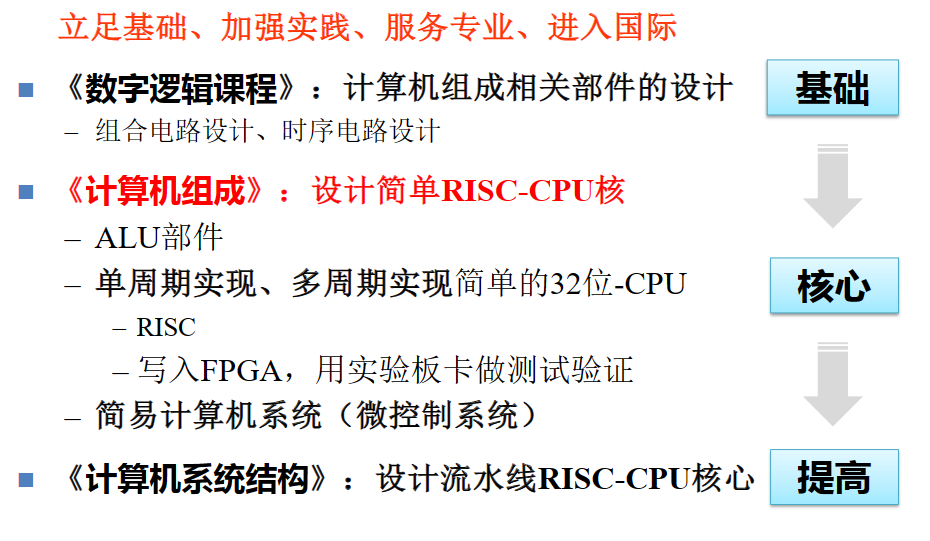 立足基础、加强实践、服务专业、进入国际
《数字逻辑课程》：计算机组成相关部件的设计
基础
– 组合电路设计、时序电路设计
《计算机组成》：设计简单RISC-CPU核
– ALU部件
– 单周期实现、多周期实现简单的32位-CPU
核心
– RISC
– 写入FPGA，用实验板卡做测试验证
– 简易计算机系统（微控制系统）
《计算机系统结构》：设计流水线RISC-CPU核心
提高